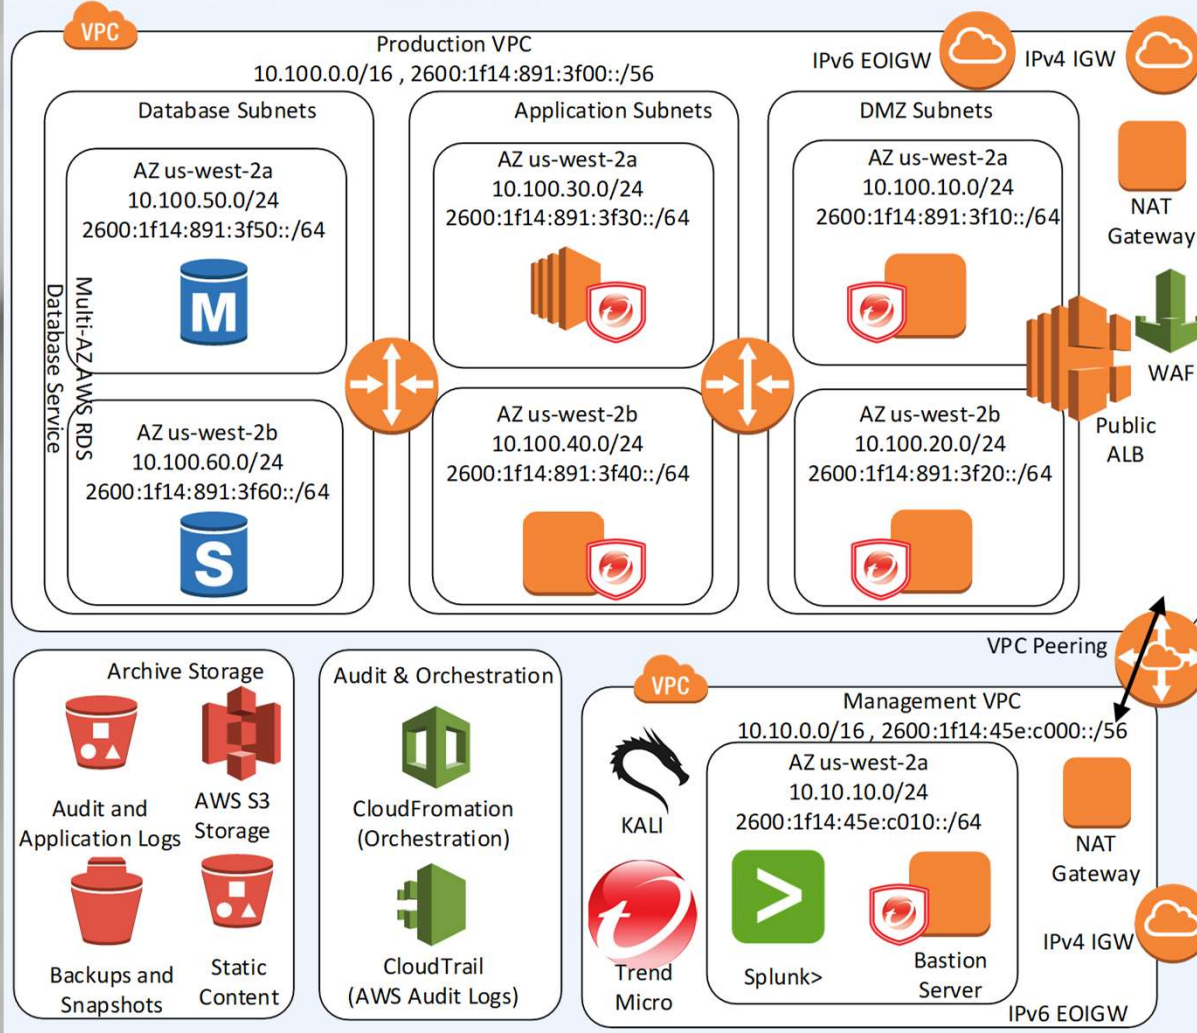 VPC
Production VPC
10.100.0.0/16 , 2600:1f14:891:3f00::/56
IPv6 EOIGW
IPv4 IGW
Database Subnets
AZ us-west-2a
10.100.50.0/24
2600:1f14:891:3f50::/64
M
Multi-AZ AWS RDS
Database Service
AZ us-west-2b
10.100.60.0/24
2600:1f14:891:3f60::/64
S
Application Subnets
AZ us-west-2a
10.100.30.0/24
2600:1f14:891:3f30::/64
AZ us-west-2b
10.100.40.0/24
2600:1f14:891:3f40::/64
DMZ Subnets
AZ us-west-2a
10.100.10.0/24
2600:1f14:891:3f10::/64
AZ us-west-2b
10.100.20.0/24
2600:1f14:891:3f20::/64
NAT
Gateway
WAF
Public
ALB
VPC Peering
Archive Storage
Audit and
Application Logs
AWS S3
Storage
Backups and
Snapshots
Static
Content
Audit & Orchestration
CloudFromation
(Orchestration)
CloudTrail
(AWS Audit Logs)
VPC
Management VPC
10.10.0.0/16 , 2600:1f14:45e:c000::/56
KALI
Trend
Micro
AZ us-west-2a
10.10.10.0/24
2600:1f14:45e:c010::/64
>
Splunk>
Bastion
Server
NAT
Gateway
IPv4 IGW
IPv6 EOIGW